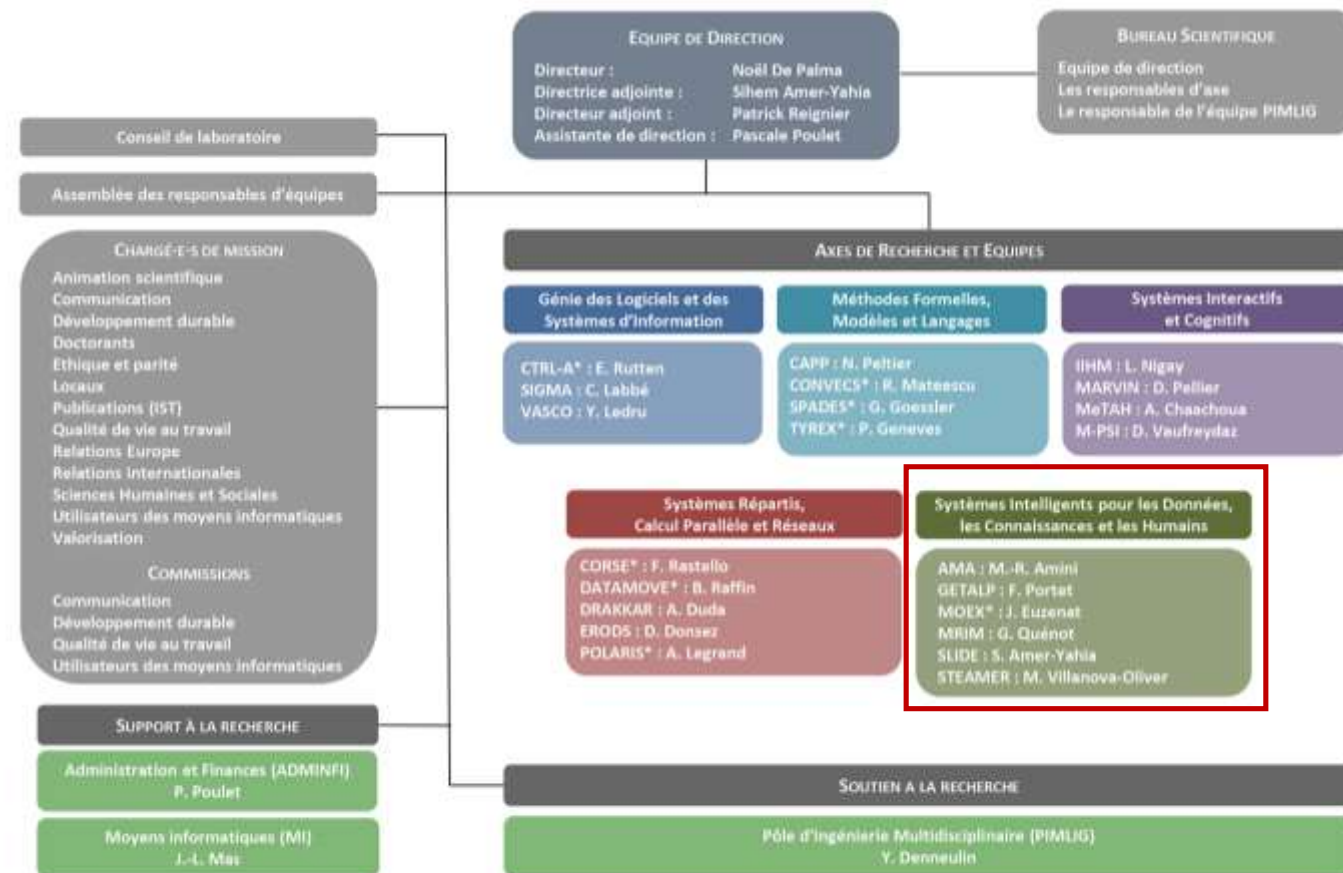 EQUIPE DE DIRECTION
Directeur : Noël De Palma
Directrice adjointe : Sihem Amer-Yahia
Directeur adjoint : Patrick Reignier
Assistante de direction : Pascale Poulet
BUREAU SCIENTIFIQUE
Equipe de direction
Les responsables d'axe
Le responsable de l'équipe PIMLIG
Conseil de laboratoire
Assemblée des responsables d'équipes
CHARGÉ-E-S DE MISSION
Animation scientifique
Communication
Développement durable
Doctorants
Ethique et parité
Locaux
Publications (IST)
Qualité de vie au travail
Relations Europe
Relations Internationales
Sciences Humaines et Sociales
Utilisateurs des moyens informatiques
Valorisation
COMMISSIONS
Communication
Développement durable
Qualité de vie au travail
Utilisateurs des moyens informatiques
SUPPORT À LA RECHERCHE
Administration et Finances (ADMINFI)
P. Poulet
Moyens informatiques (MI)
J.-L. Mas
AXES DE RECHERCHE ET EQUIPES
Génie des Logiciels et des
Systèmes d'Information
CTRL-A* : E. Rutten
SIGMA : C. Labbé
VASCO : Y. Ledru
Méthodes Formelles,
Modèles et Langages
CAPP : N. Peltier
CONVECS* : R. Mateescu
SPADES* : G. Goessler
TYREX* : P. Geneves
Systèmes Interactifs
et Cognitifs
IIHM : L. Nigay
MARVIN : D. Pellier
MeTAH : A. Chaachoua
M-PSI : D. Vaufreydaz
Systèmes Répartis,
Calcul Parallèle et Réseaux
CORSE* : F. Rastello
DATAMOVE* : B. Raffin
DRAKKAR : A. Duda
ERODS : D. Donsez
POLARIS* : A. Legrand
Systèmes Intelligents pour les Données,
les Connaissances et les Humains
AMA : M.-R. Amini
GETALP : F. Portet
MOEX* : J. Euzenat
MRIM : G. Quénot
SLIDE : S. Amer-Yahia
STEAMER : M. Villanova-Oliver
SOUTIEN A LA RECHERCHE
Pôle d'Ingénierie Multidisciplinaire (PIMLIG)
Y. Denneulin